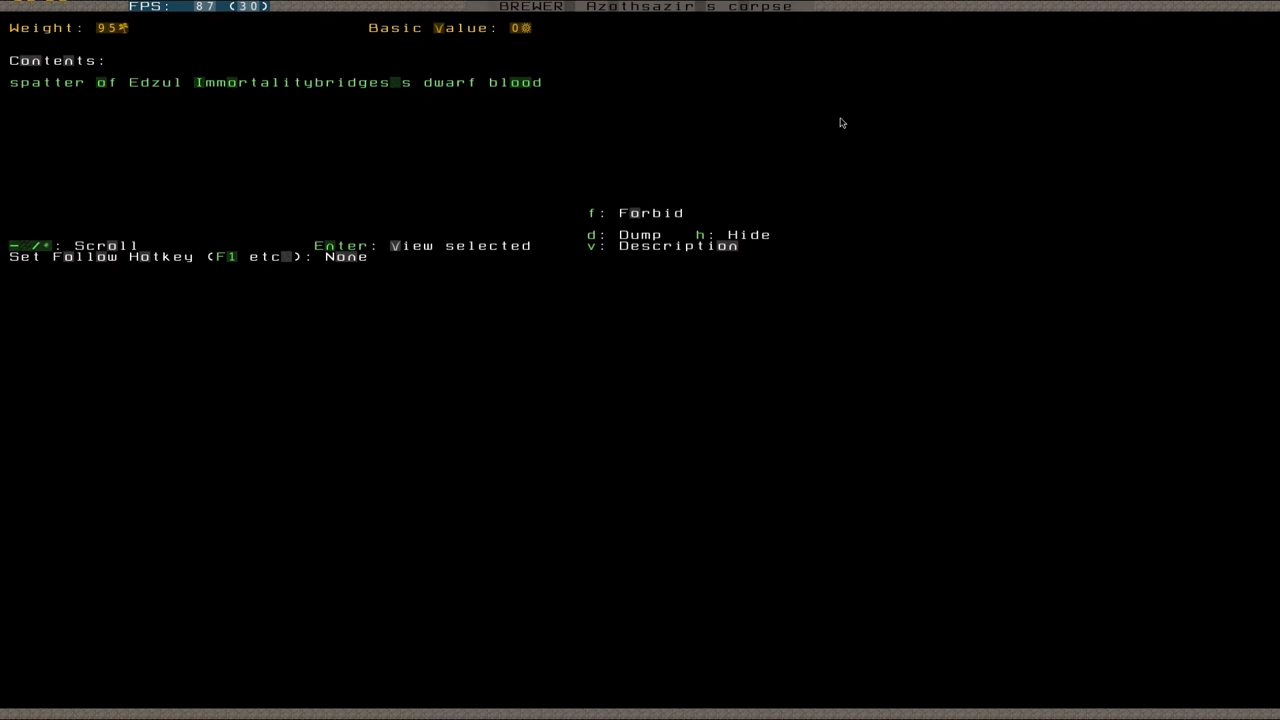 FPS: 87 (30) BREWER Azothsazir s corpse
Weight: 95 Basic Value: 0☼
Contents:
spatter of Edzul Immortalitybridges s dwarf blood
f: Forbid
d: Dump h: Hide
- /*: Scroll Enter: View selected v: Description
Set Follow Hotkey (F1 etc ): None